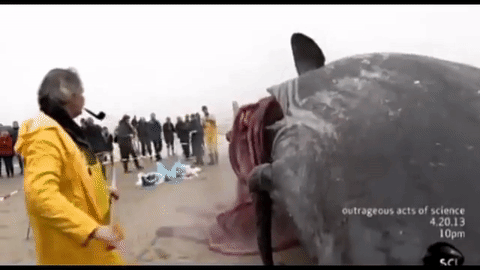 outrageous acts of science
4.20.13
10pm
SCI